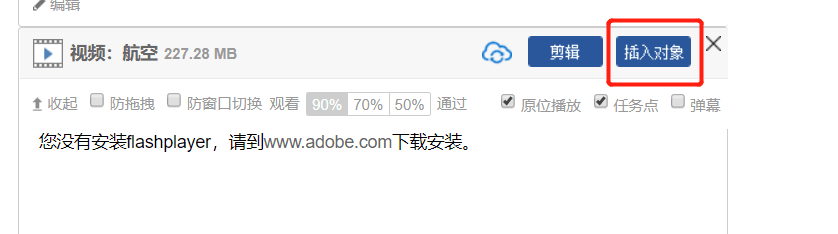 编辑
视频：航空 227.28 MB 剪辑 插入对象
收起 防拖拽 防窗口切换 观看 90% 70% 50% 通过 原位播放 任务点 弹幕
您没有安装flashplayer，请到www.adobe.com下载安装。